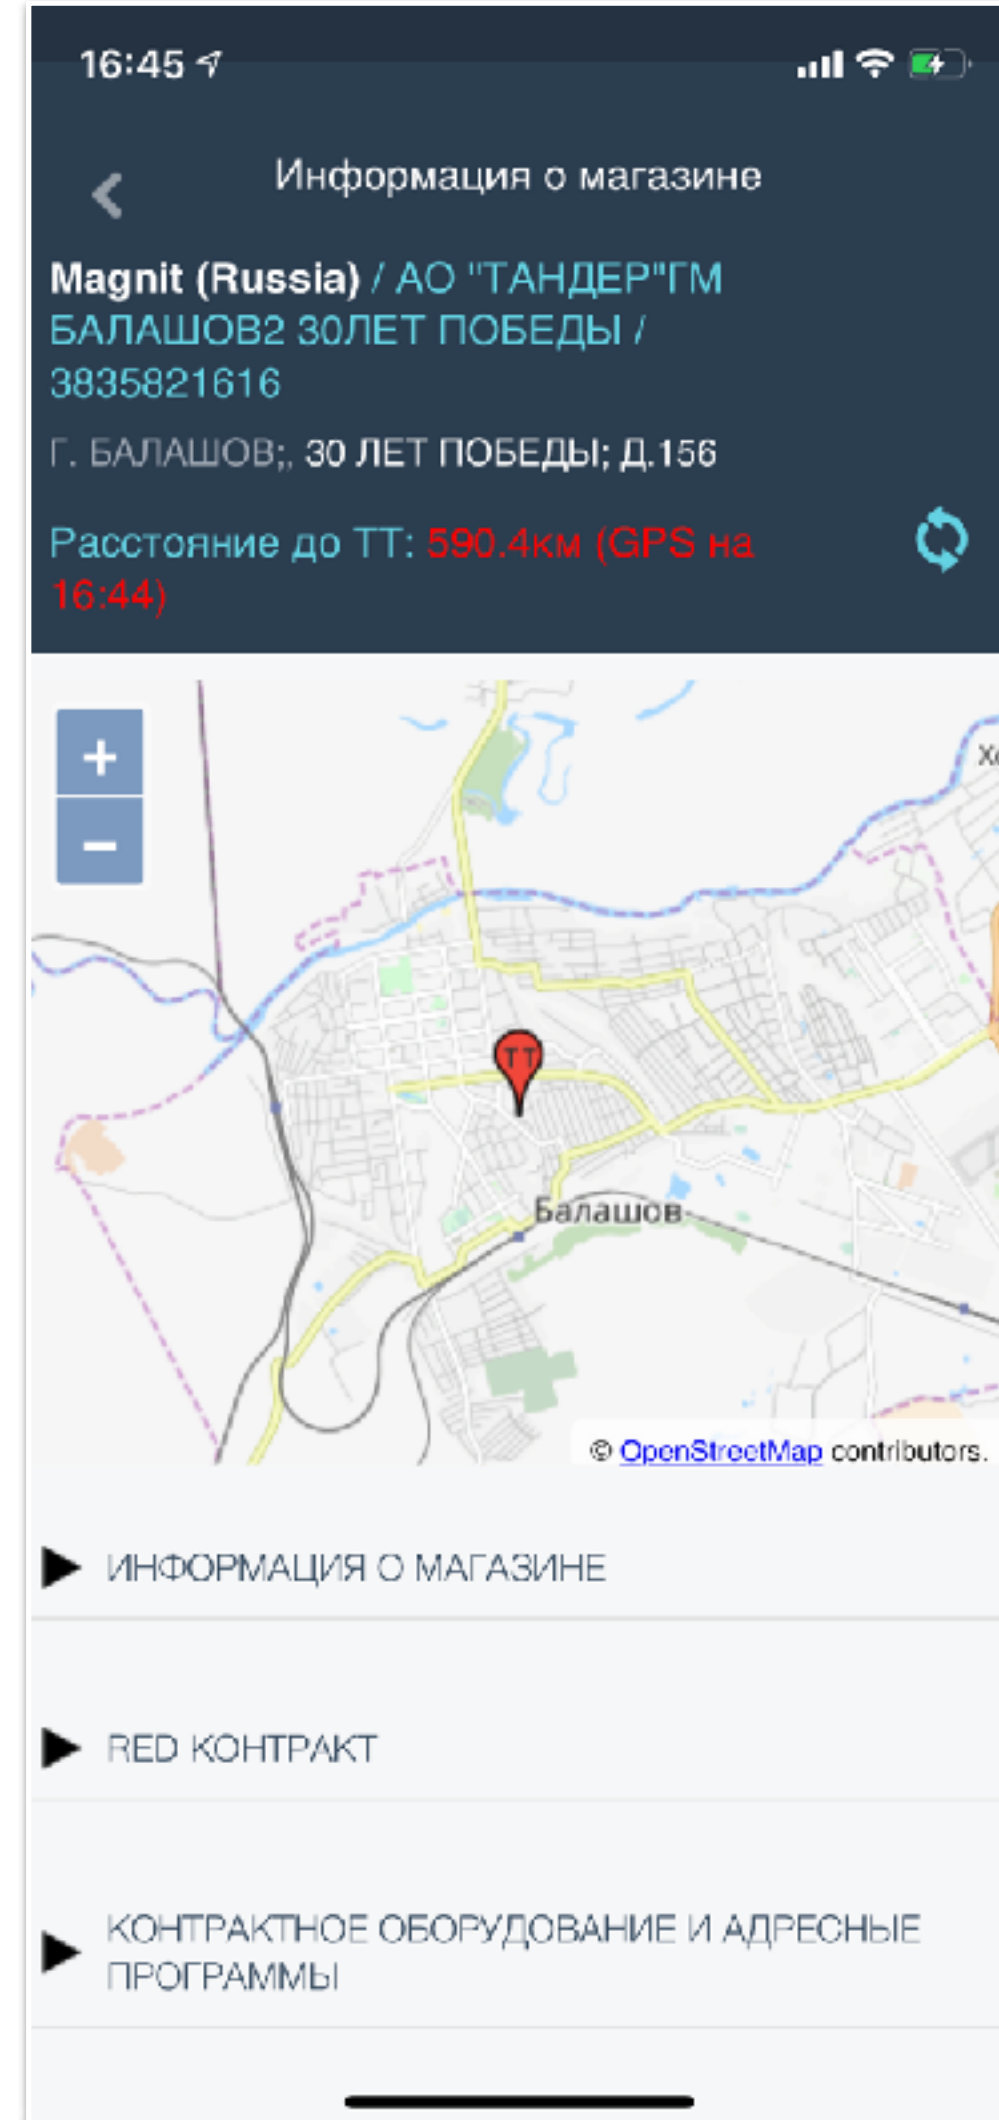 16:45
Информация о магазине
Magnit (Russia) / АО "ТАНДЕР"ГМ
БАЛАШОВ2 30ЛЕТ ПОБЕДЫ /
3835821616
Г. БАЛАШОВ;, 30 ЛЕТ ПОБЕДЫ; Д.156
Расстояние до ТТ: 590.4км (GPS на
16:44)
+
−
Хо
ТТ
Балашов
© OpenStreetMap contributors.
ИНФОРМАЦИЯ О МАГАЗИНЕ
RED КОНТРАКТ
КОНТРАКТНОЕ ОБОРУДОВАНИЕ И АДРЕСНЫЕ
ПРОГРАММЫ